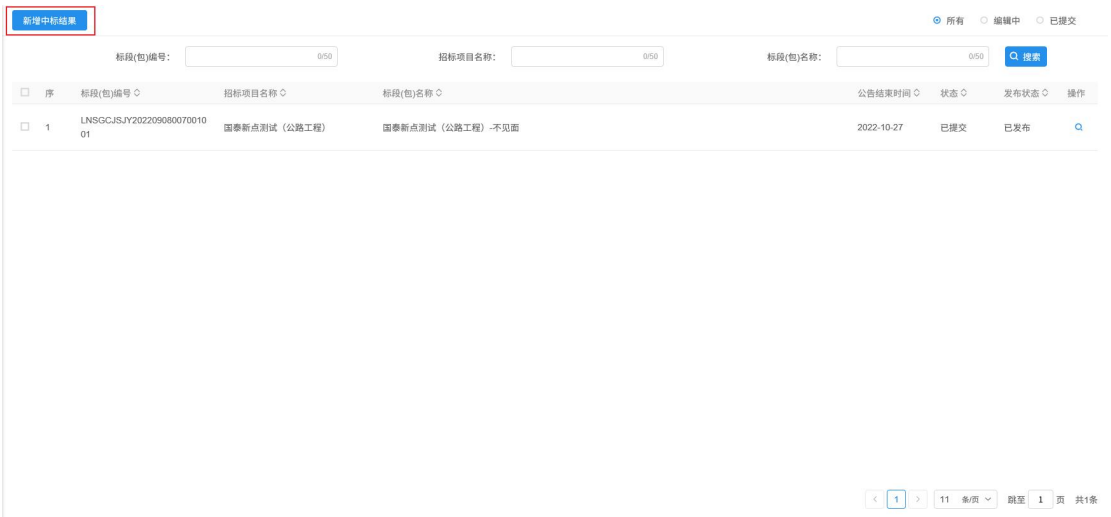 新增中标结果 所有 编辑中 已提交
标段(包)编号: 0/50 招标项目名称: 0/50 标段(包)名称: 0/50 搜索
序 标段(包)编号 招标项目名称 标段(包)名称 公告结束时间 状态 发布状态 操作
1 LNSGCJSJY202209080070010 国泰新点测试（公路工程） 国泰新点测试（公路工程）-不见面 2022-10-27 已提交 已发布
01
1 11 条/页 跳至 1 页 共1条